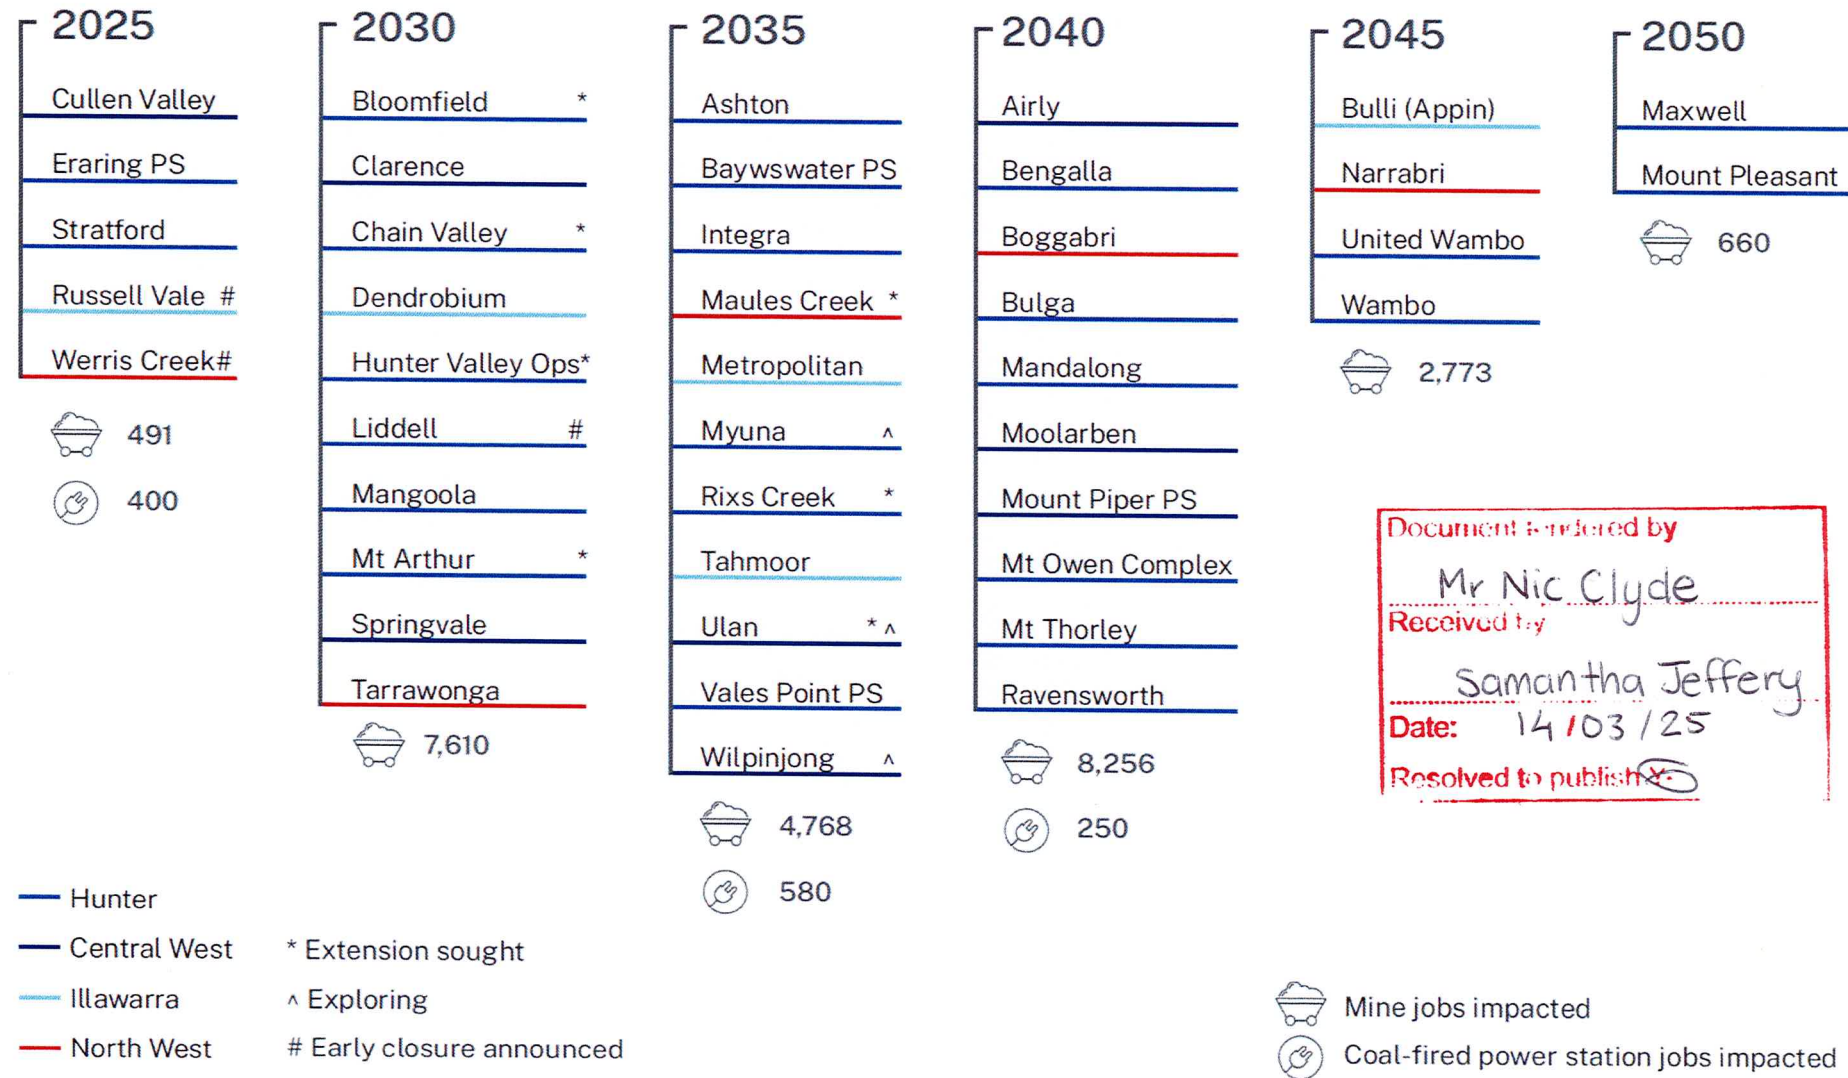 2025
Cullen Valley
Eraring PS
Stratford
Russell Vale #
Werris Creek#
491
400
2030
Bloomfield *
Clarence
Chain Valley *
Dendrobium
Hunter Valley Ops*
Liddell #
Mangoola
Mt Arthur *
Springvale
Tarrawonga
7,610
2035
Ashton
Baywswater PS
Integra
Maules Creek *
Metropolitan
Myuna ^
Rixs Creek *
Tahmoor
Ulan * ^
Vales Point PS
Wilpinjong ^
4,768
580
2040
Airly
Bengalla
Boggabri
Bulga
Mandalong
Moolarben
Mount Piper PS
Mt Owen Complex
Mt Thorley
Ravensworth
8,256
250
2045
Bulli (Appin)
Narrabri
United Wambo
Wambo
2,773
2050
Maxwell
Mount Pleasant
660
Document tendered by
Mr Nic Clyde
Received by
Samantha Jeffery
Date: 14/03/25
Resolved to publish
Hunter
Central West
Illawarra
North West
* Extension sought
^ Exploring
# Early closure announced
Mine jobs impacted
Coal-fired power station jobs impacted